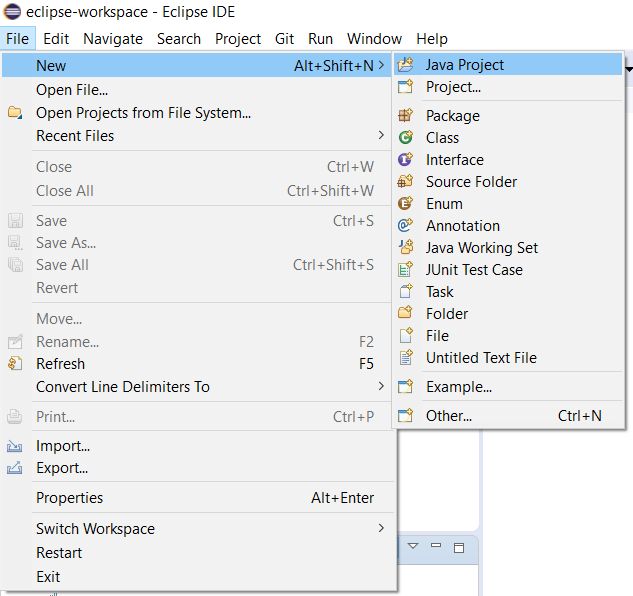 eclipse-workspace - Eclipse IDE
File Edit Navigate Search Project Git Run Window Help
New Alt+Shift+N >
Open File...
Open Projects from File System...
Recent Files >
Close Ctrl+W
Close All Ctrl+Shift+W
Save Ctrl+S
Save As...
Save All Ctrl+Shift+S
Revert
Move...
Rename... F2
Refresh F5
Convert Line Delimiters To >
Print... Ctrl+P
Import...
Export...
Properties Alt+Enter
Switch Workspace >
Restart
Exit
Java Project
Project...
Package
Class
Interface
Source Folder
Enum
Annotation
Java Working Set
JUnit Test Case
Task
Folder
File
Untitled Text File
Example...
Other... Ctrl+N